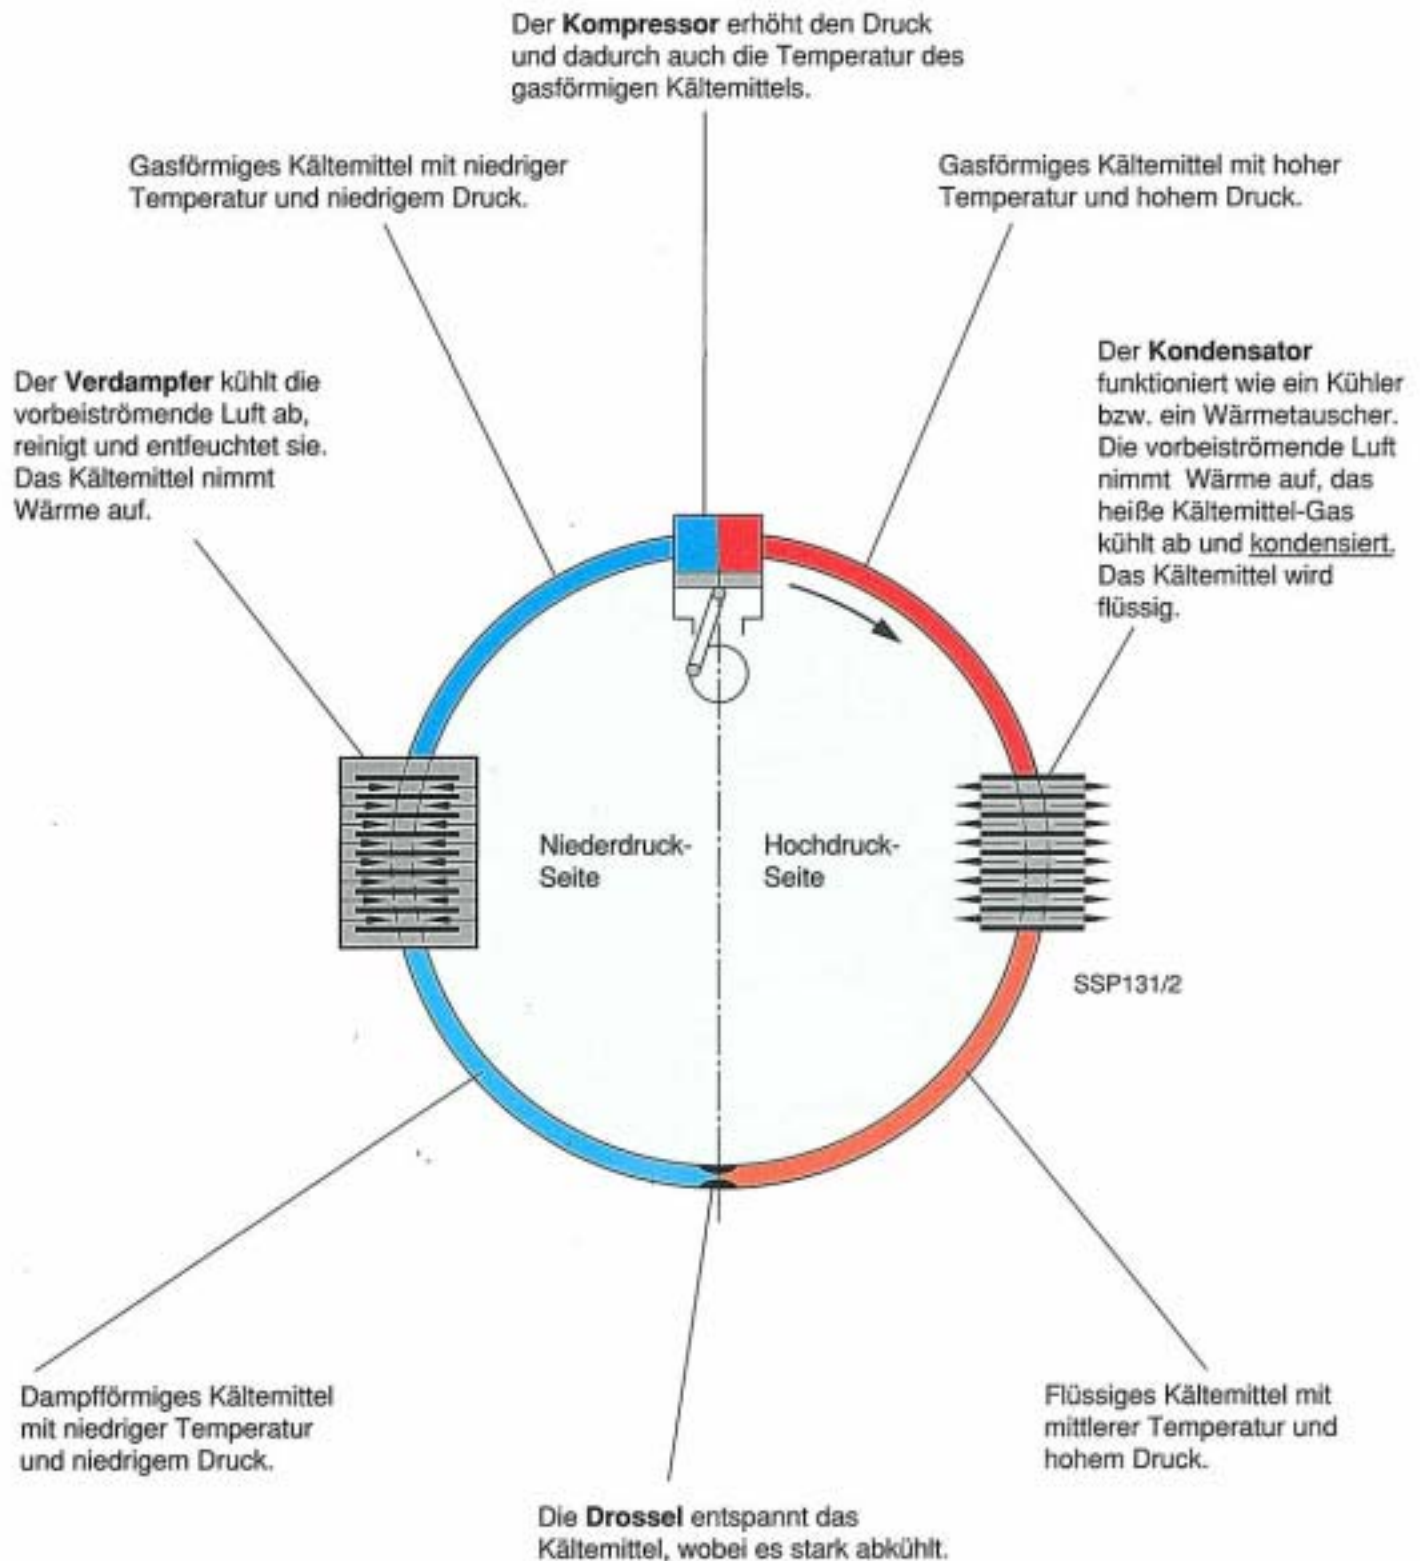 Der Kompressor erhöht den Druck
und dadurch auch die Temperatur des
gasförmigen Kältemittels.
Gasförmiges Kältemittel mit niedriger
Temperatur und niedrigem Druck.
Gasförmiges Kältemittel mit hoher
Temperatur und hohem Druck.
Der Verdampfer kühlt die
vorbeiströmende Luft ab,
reinigt und entfeuchtet sie.
Das Kältemittel nimmt
Wärme auf.
Der Kondensator
funktioniert wie ein Kühler
bzw. ein Wärmetauscher.
Die vorbeiströmende Luft
nimmt Wärme auf, das
heiße Kältemittel-Gas
kühlt ab und kondensiert.
Das Kältemittel wird
flüssig.
Niederdruck-
Seite
Hochdruck-
Seite
SSP131/2
Dampfförmiges Kältemittel
mit niedriger Temperatur
und niedrigem Druck.
Flüssiges Kältemittel mit
mittlerer Temperatur und
hohem Druck.
Die Drossel entspannt das
Kältemittel, wobei es stark abkühlt.